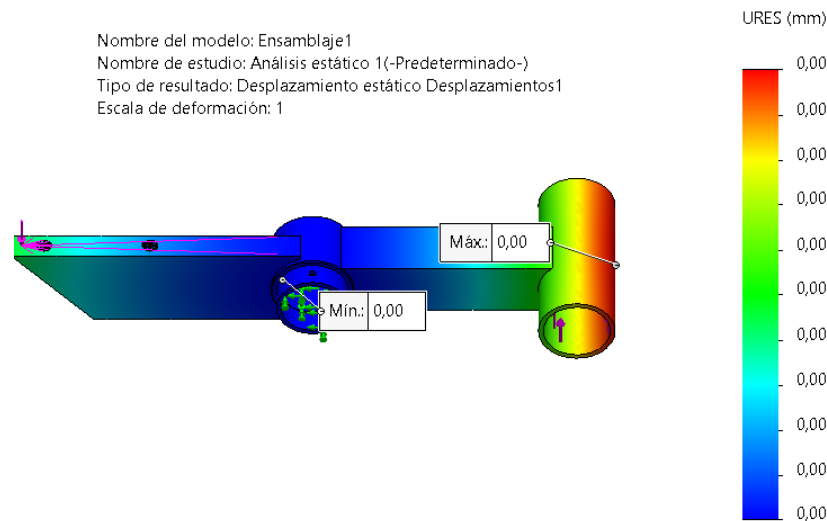 URES (mm)
Nombre del modelo: Ensamblaje1
Nombre de estudio: Análisis estático 1(-Predeterminado-)
Tipo de resultado: Desplazamiento estático Desplazamientos1
Escala de deformación: 1
0,00
0,00
0,00
0,00
0,00
0,00
0,00
0,00
0,00
0,00
0,00
Máx.: 0,00
Mín.: 0,00